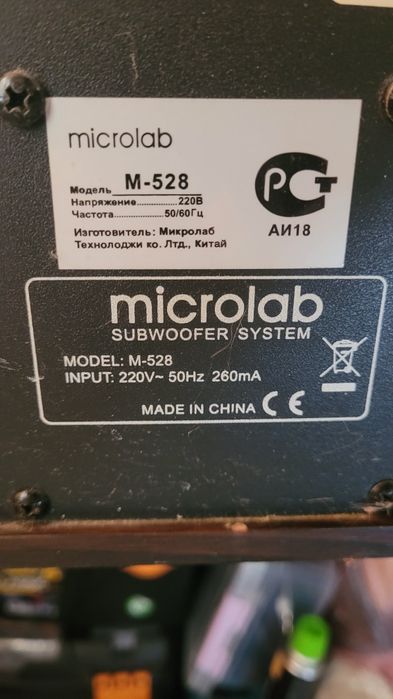 microlab
Модель M-528
Напряжение..................220В
Частота......................50/60Гц
Изготовитель: Микролаб
Технолоджи ко. Лтд., Китай
РСТ
АИ18
microlab
SUBWOOFER SYSTEM
MODEL: M-528
INPUT: 220V~ 50Hz 260mA
MADE IN CHINA CE